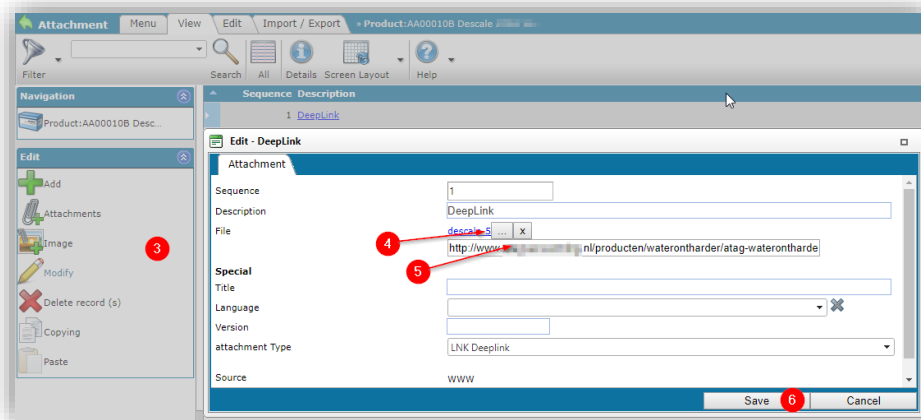 Attachment Menu View Edit Import / Export » Product:AA00010B Descale
Filter Search All Details Screen Layout Help
Navigation
Sequence Description
Product:AA00010B Desc...
1 DeepLink
Edit
Edit - DeepLink
Attachment
Add
Attachments
Image
Modify
Delete record (s)
Copying
Paste
3
Sequence 1
Description DeepLink
File descale-5 ... x
4
http://www. .nl/producten/waterontharder/atag-waterontharde
5
Special
Title
Language
Version
attachment Type LNK Deeplink
Source www
Save 6 Cancel